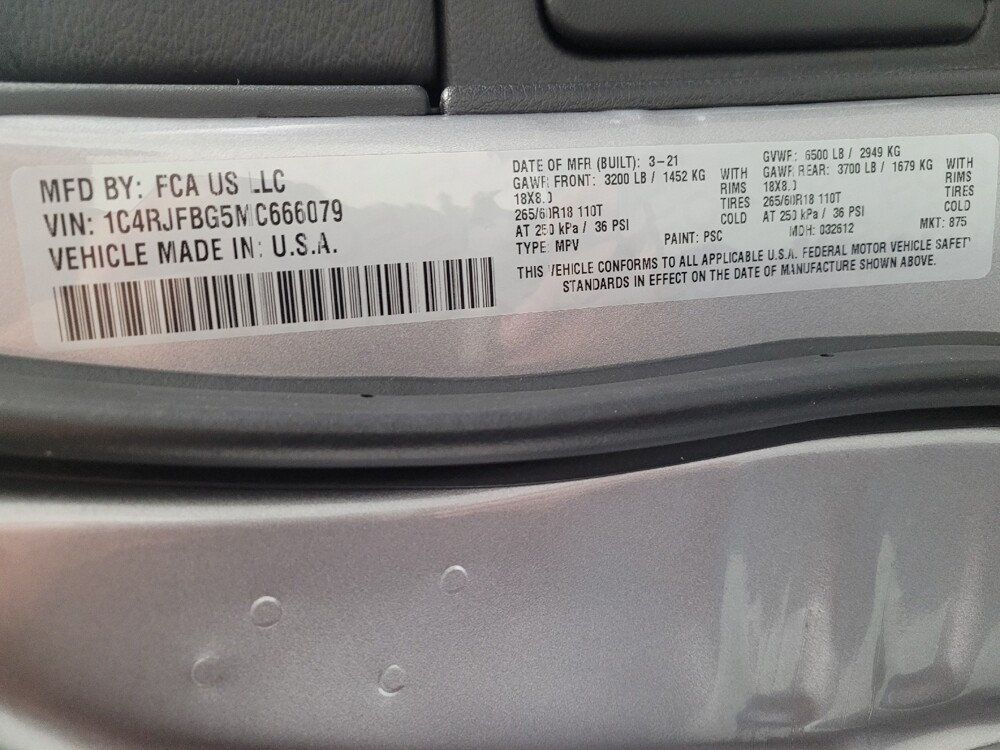 MFD BY: FCA US LLC
VIN: 1C4RJFBG5MC666079
VEHICLE MADE IN: U.S.A.
DATE OF MFR (BUILT): 3-21
GAWR FRONT: 3200 LB / 1452 KG WITH
18X8.0 RIMS
265/60R18 110T TIRES
AT 250 kPa / 36 PSI COLD
TYPE: MPV PAINT: PSC
GVWR: 6500 LB / 2949 KG
GAWR REAR: 3700 LB / 1679 KG WITH
18X8.0 RIMS
265/60R18 110T TIRES
AT 250 kPa / 36 PSI COLD
MDH: 032612 MKT: 875
THIS VEHICLE CONFORMS TO ALL APPLICABLE U.S.A. FEDERAL MOTOR VEHICLE SAFETY
STANDARDS IN EFFECT ON THE DATE OF MANUFACTURE SHOWN ABOVE.